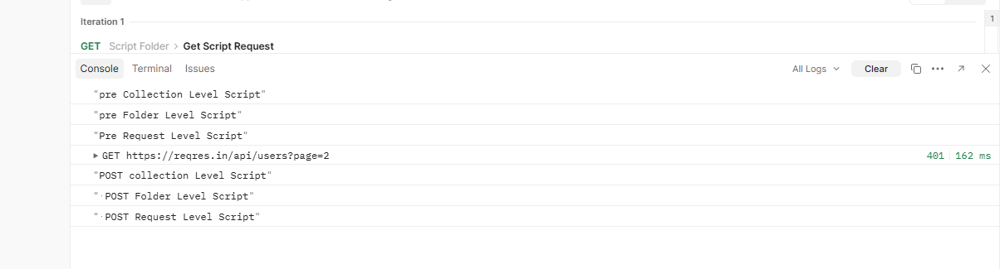 Iteration 1
1
GET Script Folder > Get Script Request
Console Terminal Issues All Logs Clear
"pre Collection Level Script"
"pre Folder Level Script"
"Pre Request Level Script"
GET https://reqres.in/api/users?page=2 401 162 ms
"POST collection Level Script"
"·POST Folder Level Script"
"·POST Request Level Script"